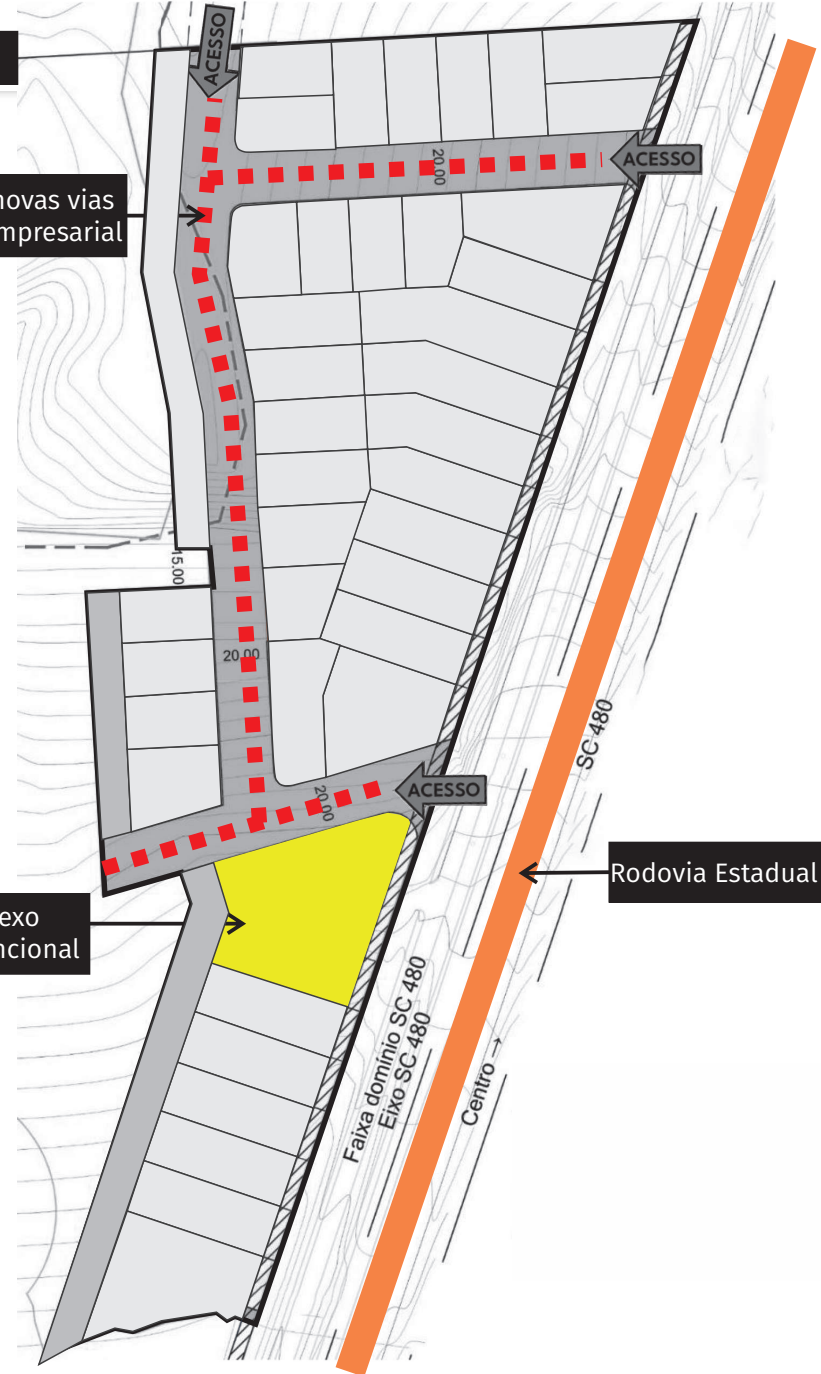 ACESSO
novas vias
mpresarial
20.00
ACESSO
15.00
20.00
SC 480
20.00
ACESSO
Rodovia Estadual
exo
ncional
Faixa domínio SC 480
Eixo SC 480
Centro →